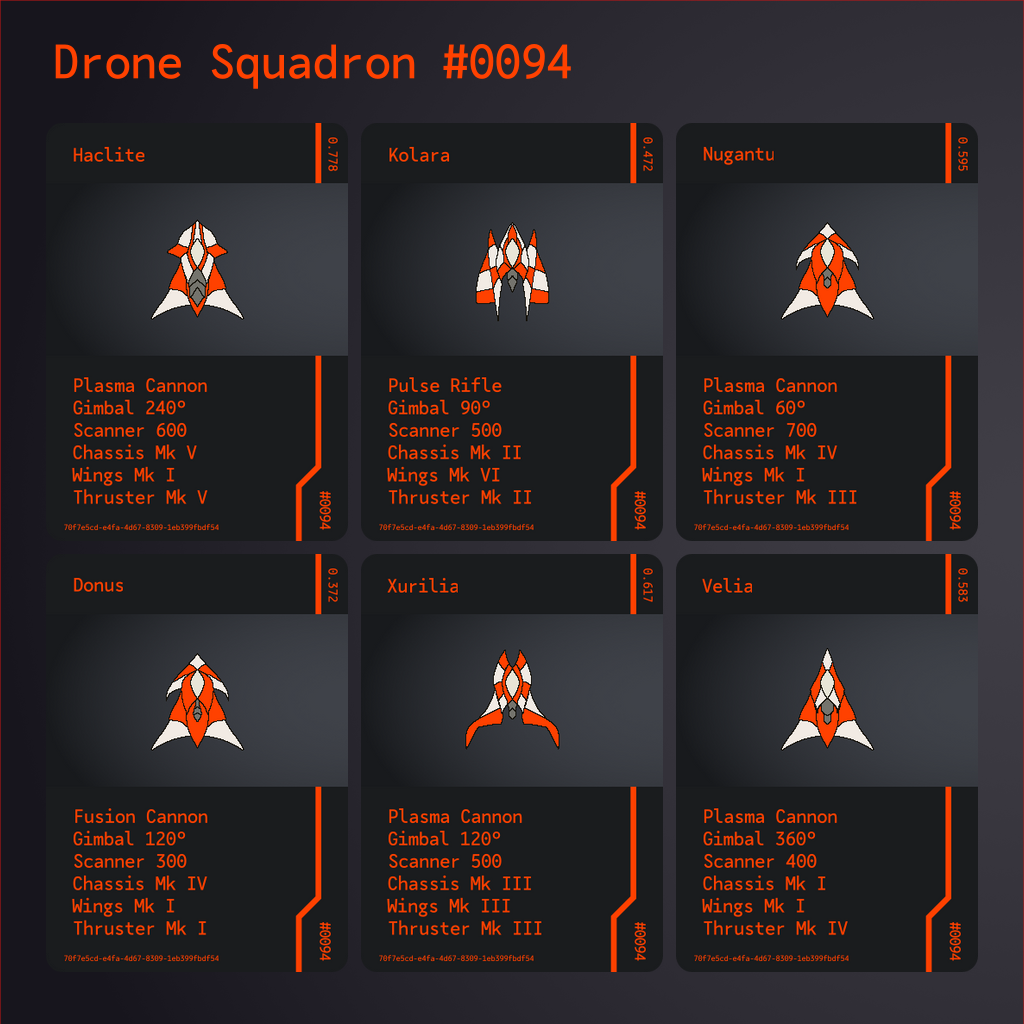 Drone Squadron #0094
Haclite
0.778
Plasma Cannon
Gimbal 240º
Scanner 600
Chassis Mk V
Wings Mk I
Thruster Mk V
#0094
70f7e5cd-e4fa-4d67-8309-1eb399fbdf54
Kolara
0.472
Pulse Rifle
Gimbal 90º
Scanner 500
Chassis Mk II
Wings Mk VI
Thruster Mk II
#0094
70f7e5cd-e4fa-4d67-8309-1eb399fbdf54
Nugantu
0.595
Plasma Cannon
Gimbal 60º
Scanner 700
Chassis Mk IV
Wings Mk I
Thruster Mk III
#0094
70f7e5cd-e4fa-4d67-8309-1eb399fbdf54
Donus
0.372
Fusion Cannon
Gimbal 120º
Scanner 300
Chassis Mk IV
Wings Mk I
Thruster Mk I
#0094
70f7e5cd-e4fa-4d67-8309-1eb399fbdf54
Xurilia
0.617
Plasma Cannon
Gimbal 120º
Scanner 500
Chassis Mk III
Wings Mk III
Thruster Mk III
#0094
70f7e5cd-e4fa-4d67-8309-1eb399fbdf54
Velia
0.583
Plasma Cannon
Gimbal 360º
Scanner 400
Chassis Mk I
Wings Mk I
Thruster Mk IV
#0094
70f7e5cd-e4fa-4d67-8309-1eb399fbdf54